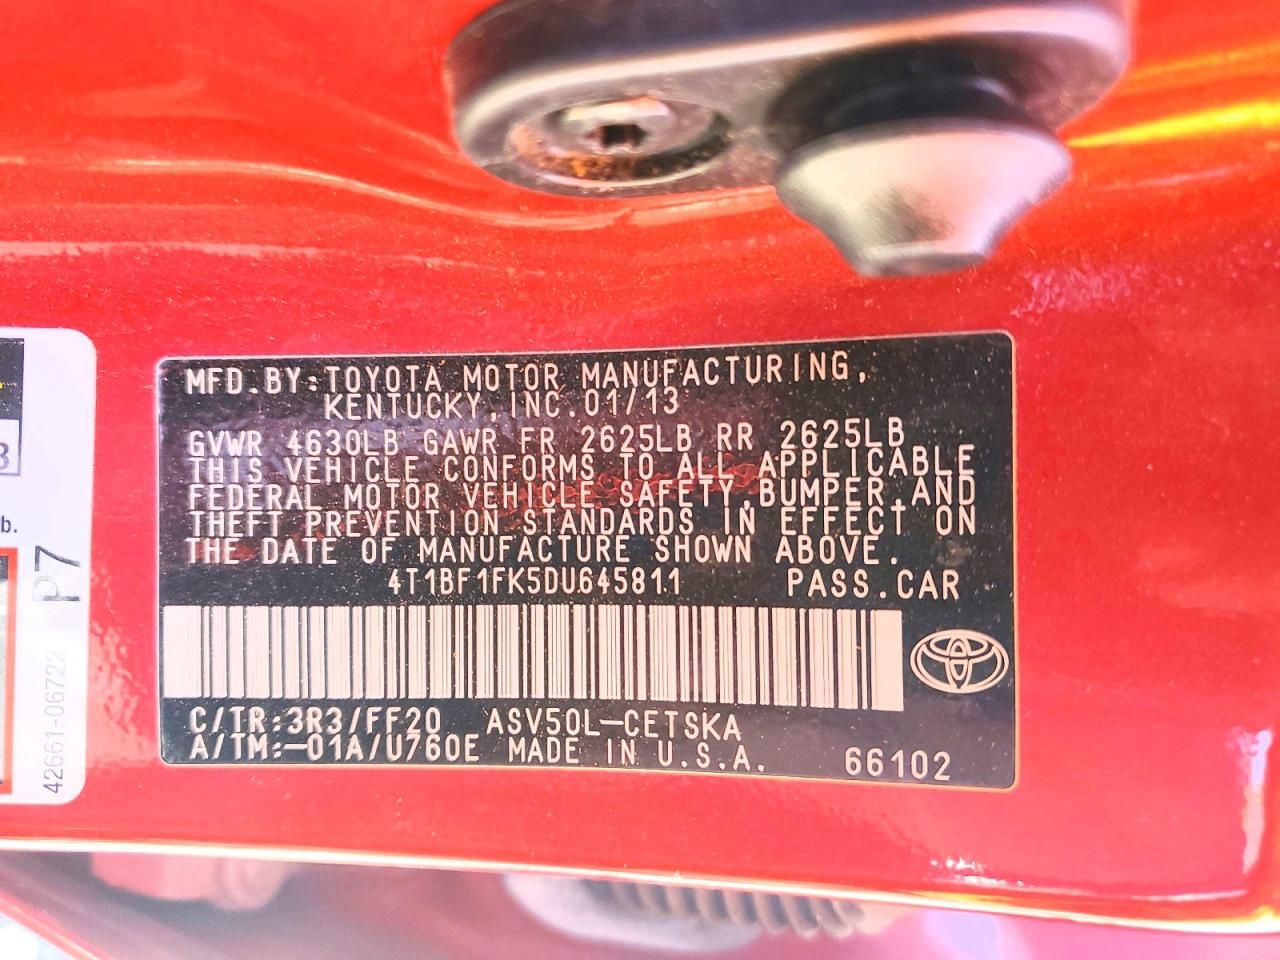 MFD.BY:TOYOTA MOTOR MANUFACTURING,
KENTUCKY,INC.01/13
GVWR 4630LB GAWR FR 2625LB RR 2625LB
THIS VEHICLE CONFORMS TO ALL APPLICABLE
FEDERAL MOTOR VEHICLE SAFETY,BUMPER,AND
THEFT PREVENTION STANDARDS IN EFFECT ON
THE DATE OF MANUFACTURE SHOWN ABOVE.
4T1BF1FK5DU645811 PASS.CAR
C/TR:3R3/FF20 ASV50L-CETSKA
A/TM:-01A/U760E MADE IN U.S.A. 66102
3
b.
P7
42661-06722